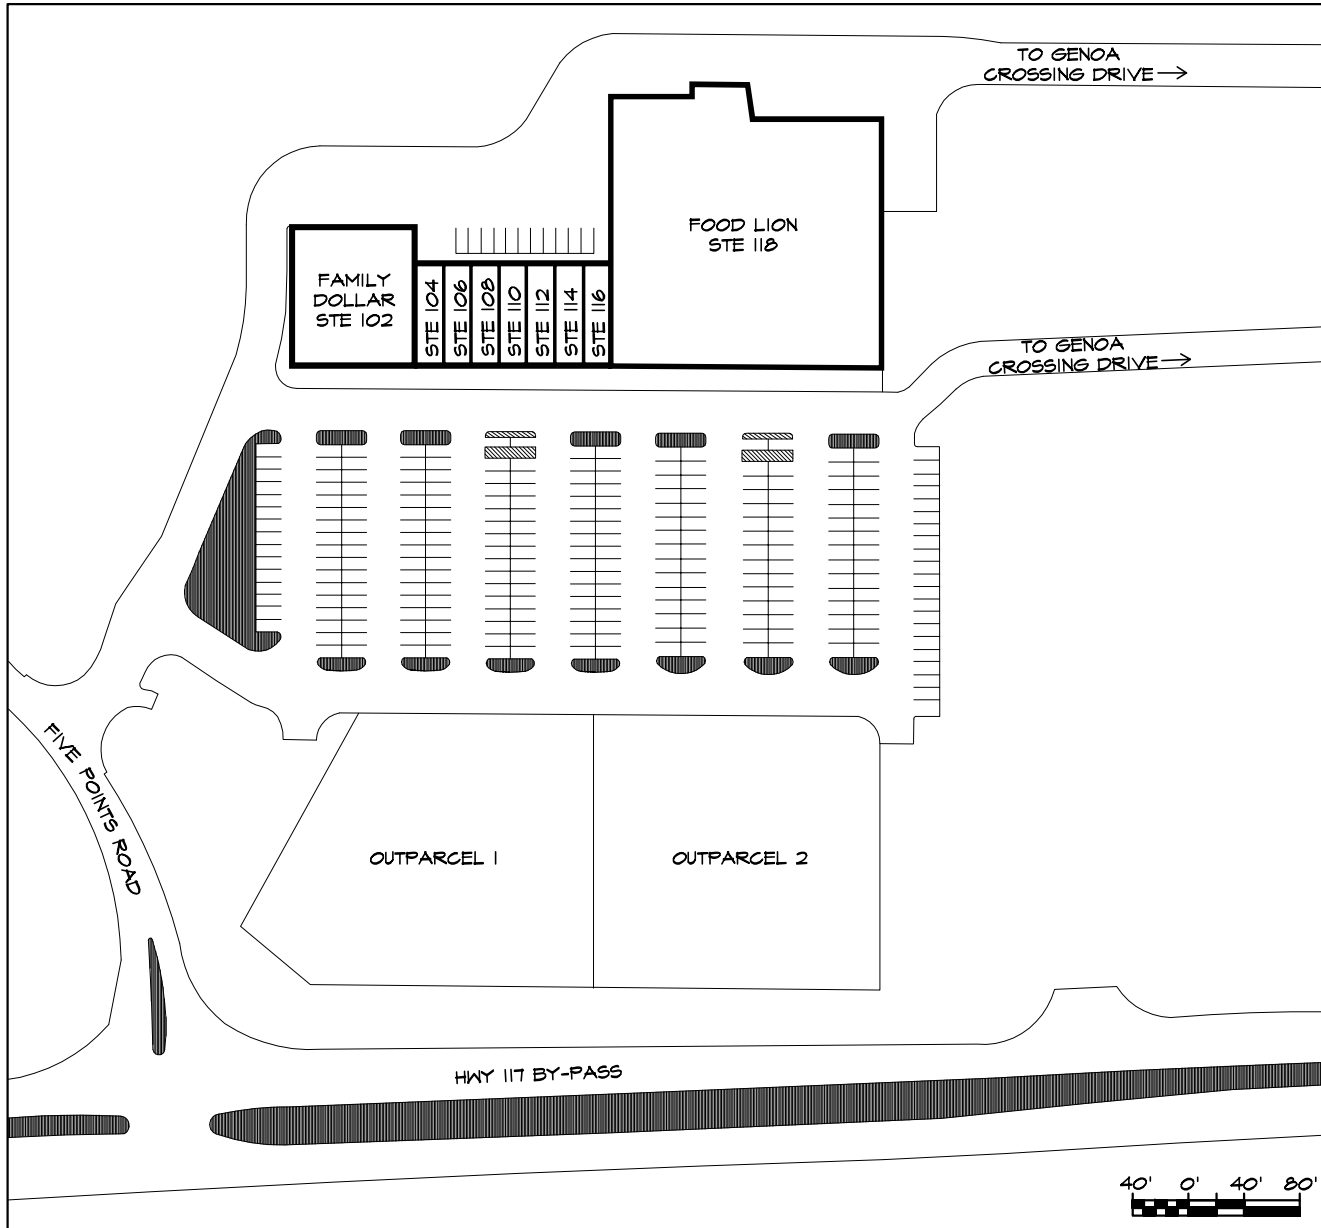 TO GENOA
CROSSING DRIVE→
FOOD LION
STE 118
FAMILY
DOLLAR
STE 102
STE 104
STE 106
STE 108
STE 110
STE 112
STE 114
STE 116
TO GENOA
CROSSING DRIVE→
FIVE POINTS ROAD
OUTPARCEL 1
OUTPARCEL 2
HWY 117 BY-PASS
40' 0' 40' 80'